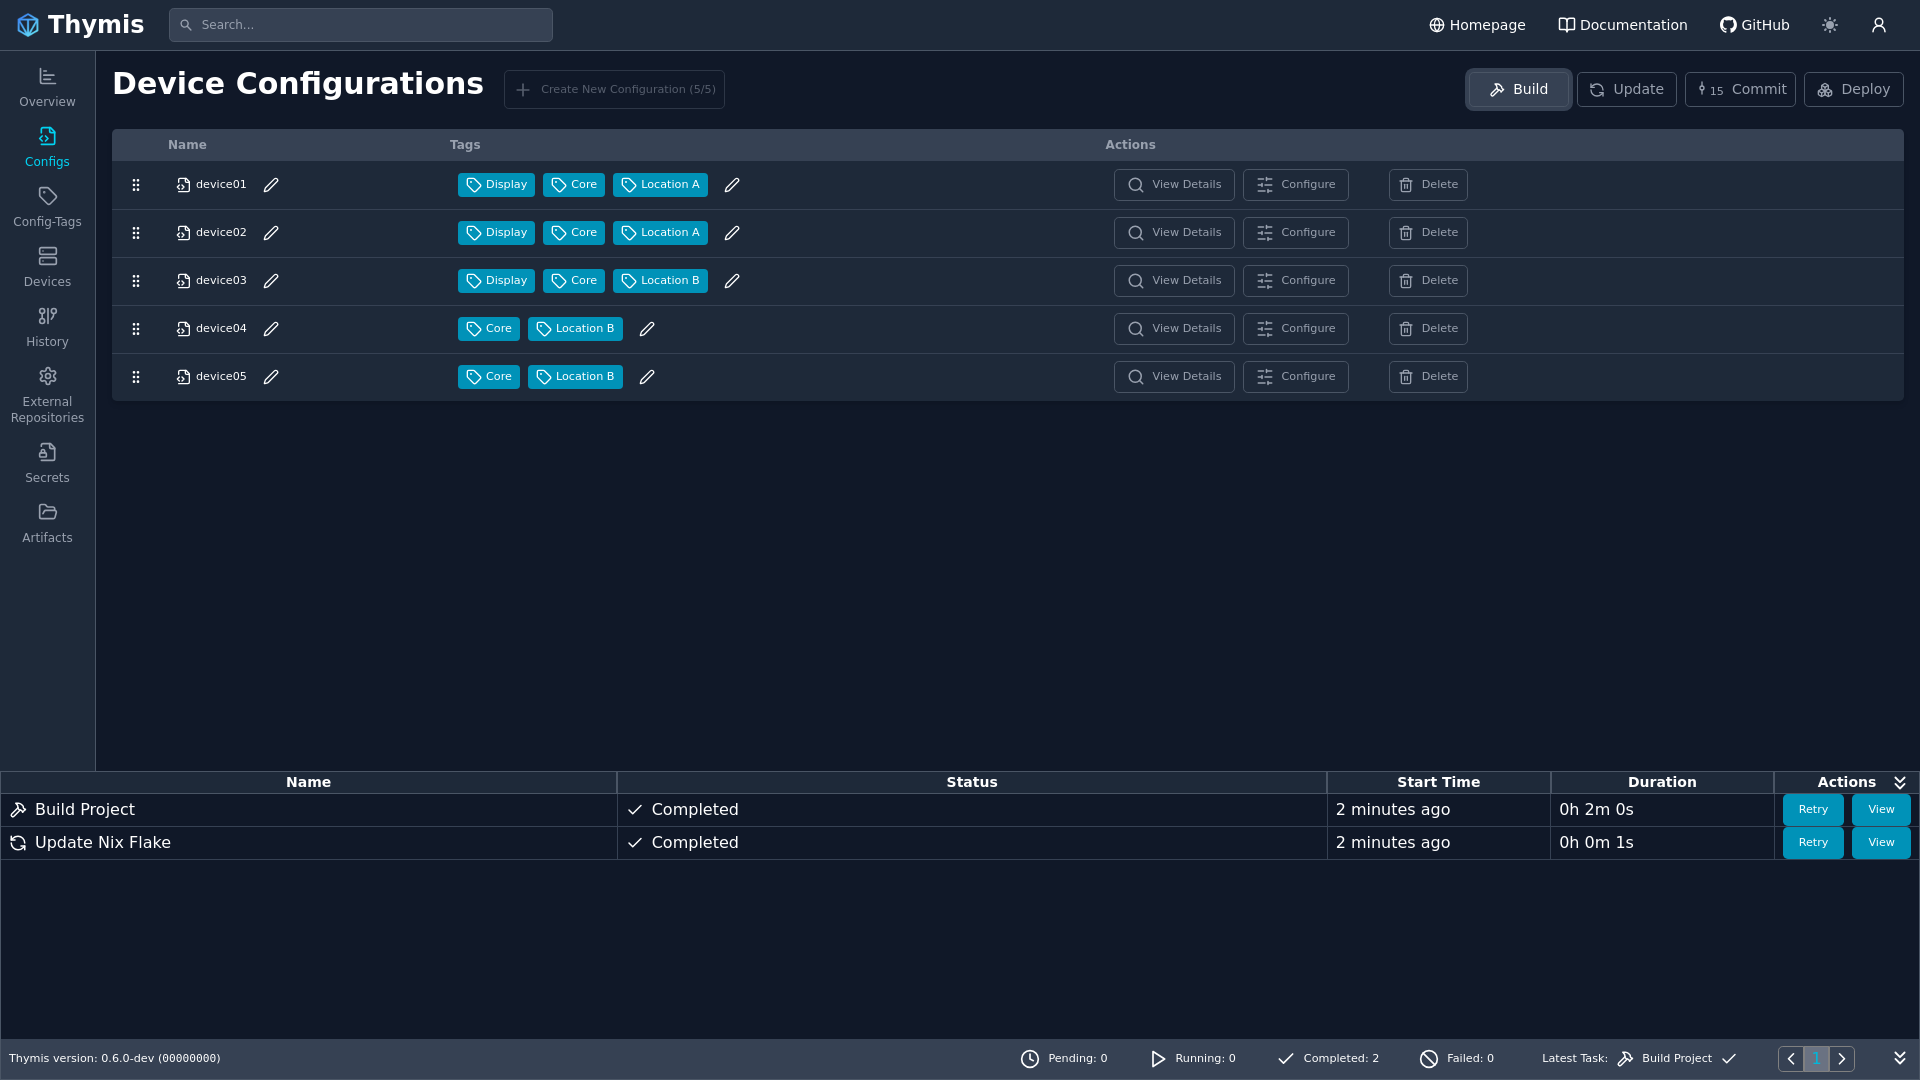 Thymis
Search...
Homepage
Documentation
GitHub
Overview
Configs
Config-Tags
Devices
History
External
Repositories
Secrets
Artifacts
Device Configurations
Create New Configuration (5/5)
Build
Update
15 Commit
Deploy
Name Tags Actions
device01 Display Core Location A View Details Configure Delete
device02 Display Core Location A View Details Configure Delete
device03 Display Core Location B View Details Configure Delete
device04 Core Location B View Details Configure Delete
device05 Core Location B View Details Configure Delete
Name Status Start Time Duration Actions
Build Project Completed 2 minutes ago 0h 2m 0s Retry View
Update Nix Flake Completed 2 minutes ago 0h 0m 1s Retry View
Thymis version: 0.6.0-dev (00000000) Pending: 0 Running: 0 Completed: 2 Failed: 0 Latest Task: Build Project 1